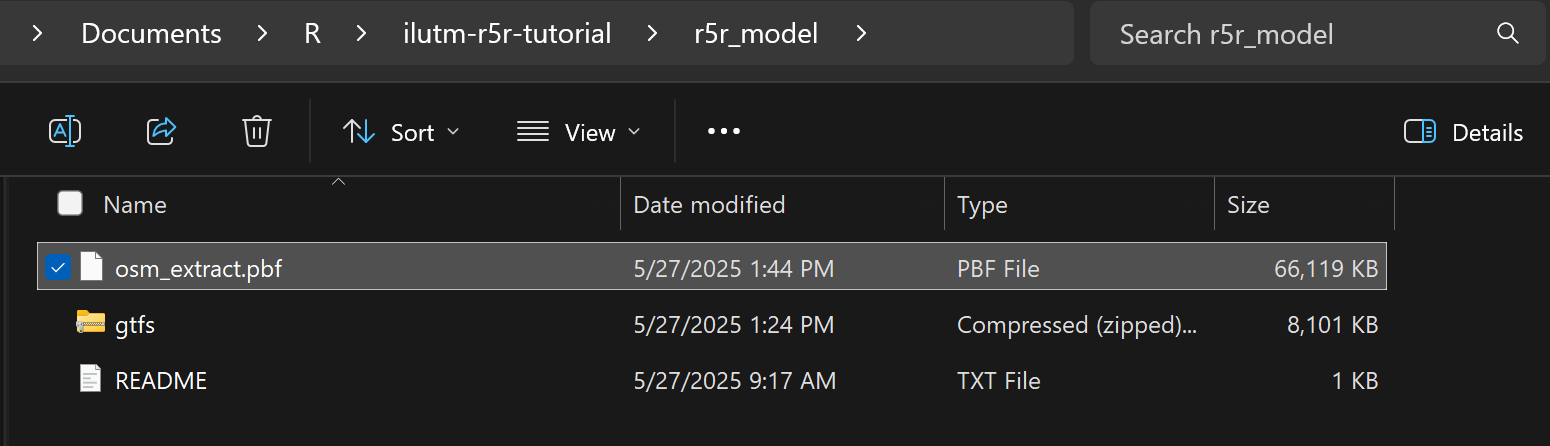 Documents R ilutm-r5r-tutorial r5r_model Search r5r_model
Sort View Details
Name Date modified Type Size
osm_extract.pbf 5/27/2025 1:44 PM PBF File 66,119 KB
gtfs 5/27/2025 1:24 PM Compressed (zipped)... 8,101 KB
README 5/27/2025 9:17 AM TXT File 1 KB